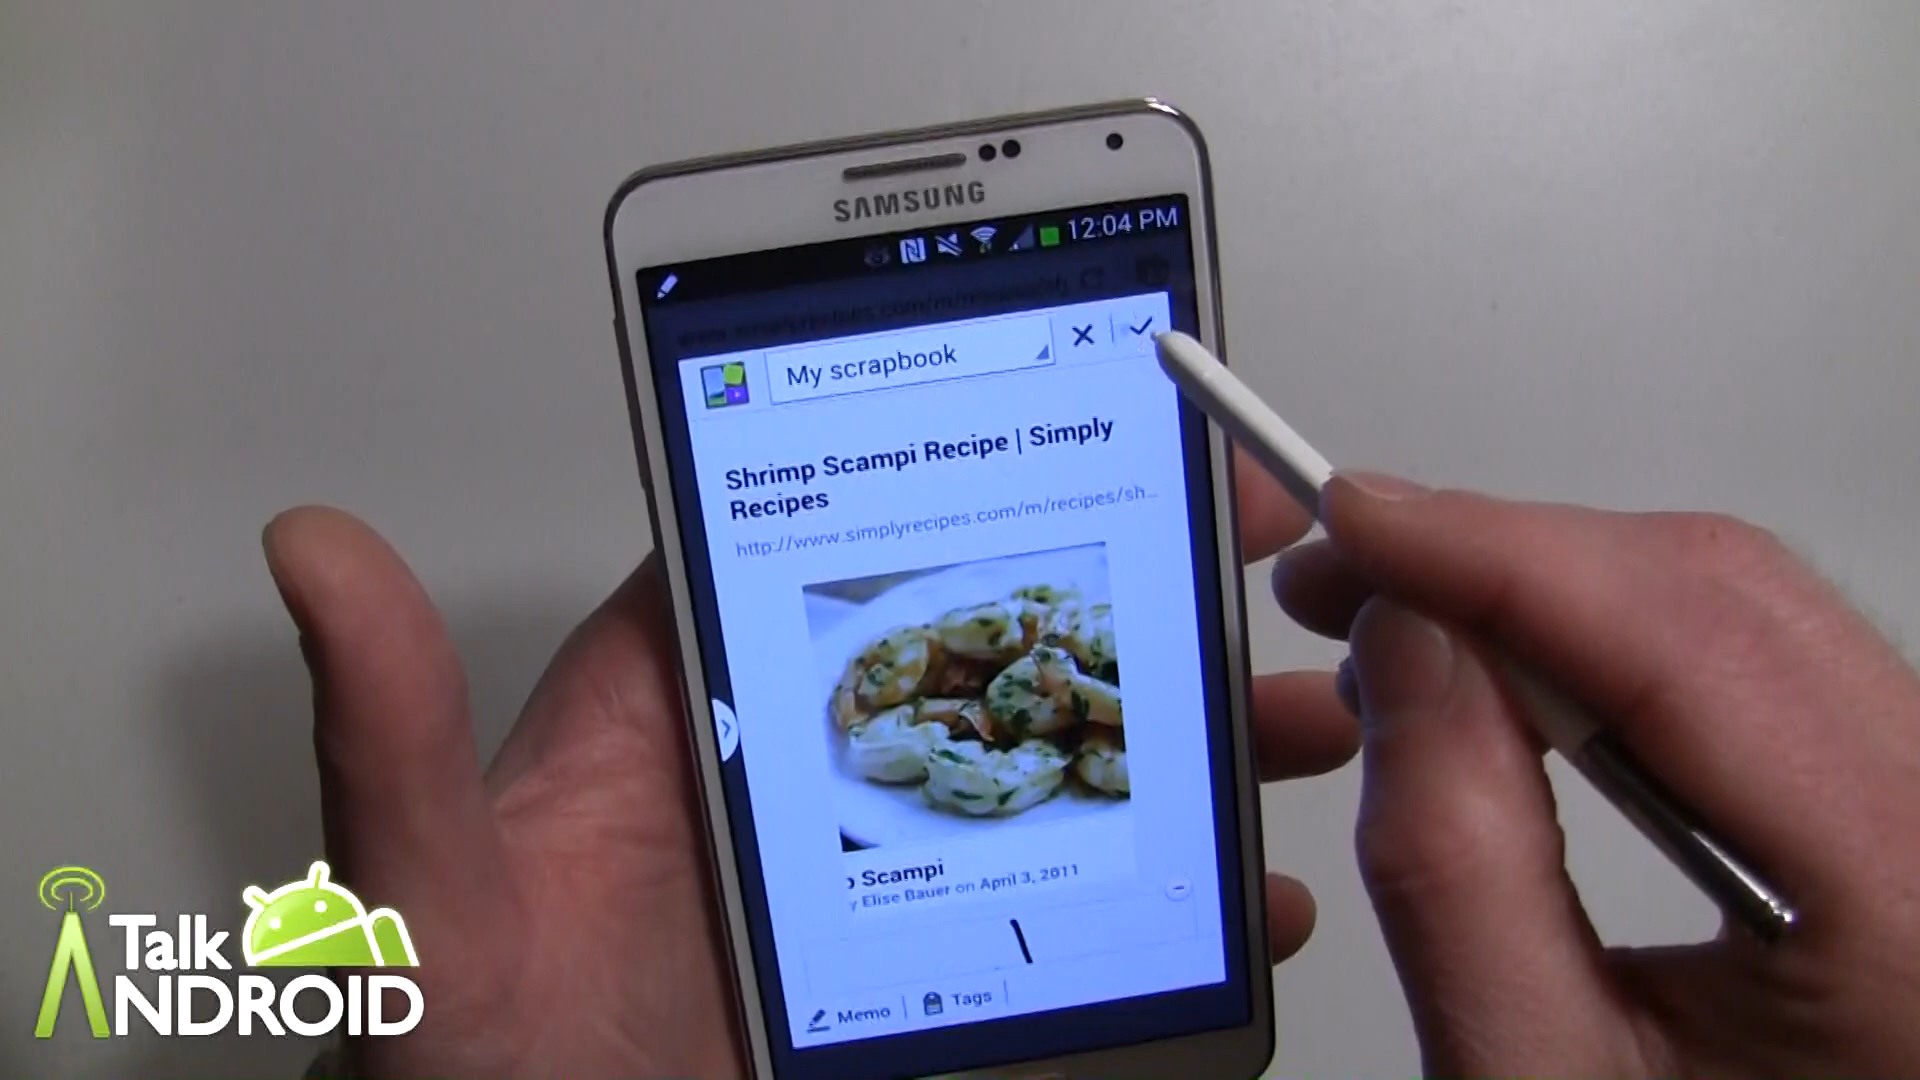 SAMSUNG
12:04 PM
My scrapbook
Shrimp Scampi Recipe | Simply
Recipes
http://www.simplyrecipes.com/m/recipes/sh...
Scampi
Elise Bauer on April 3, 2011
Memo
Tags
Talk
ANDROID